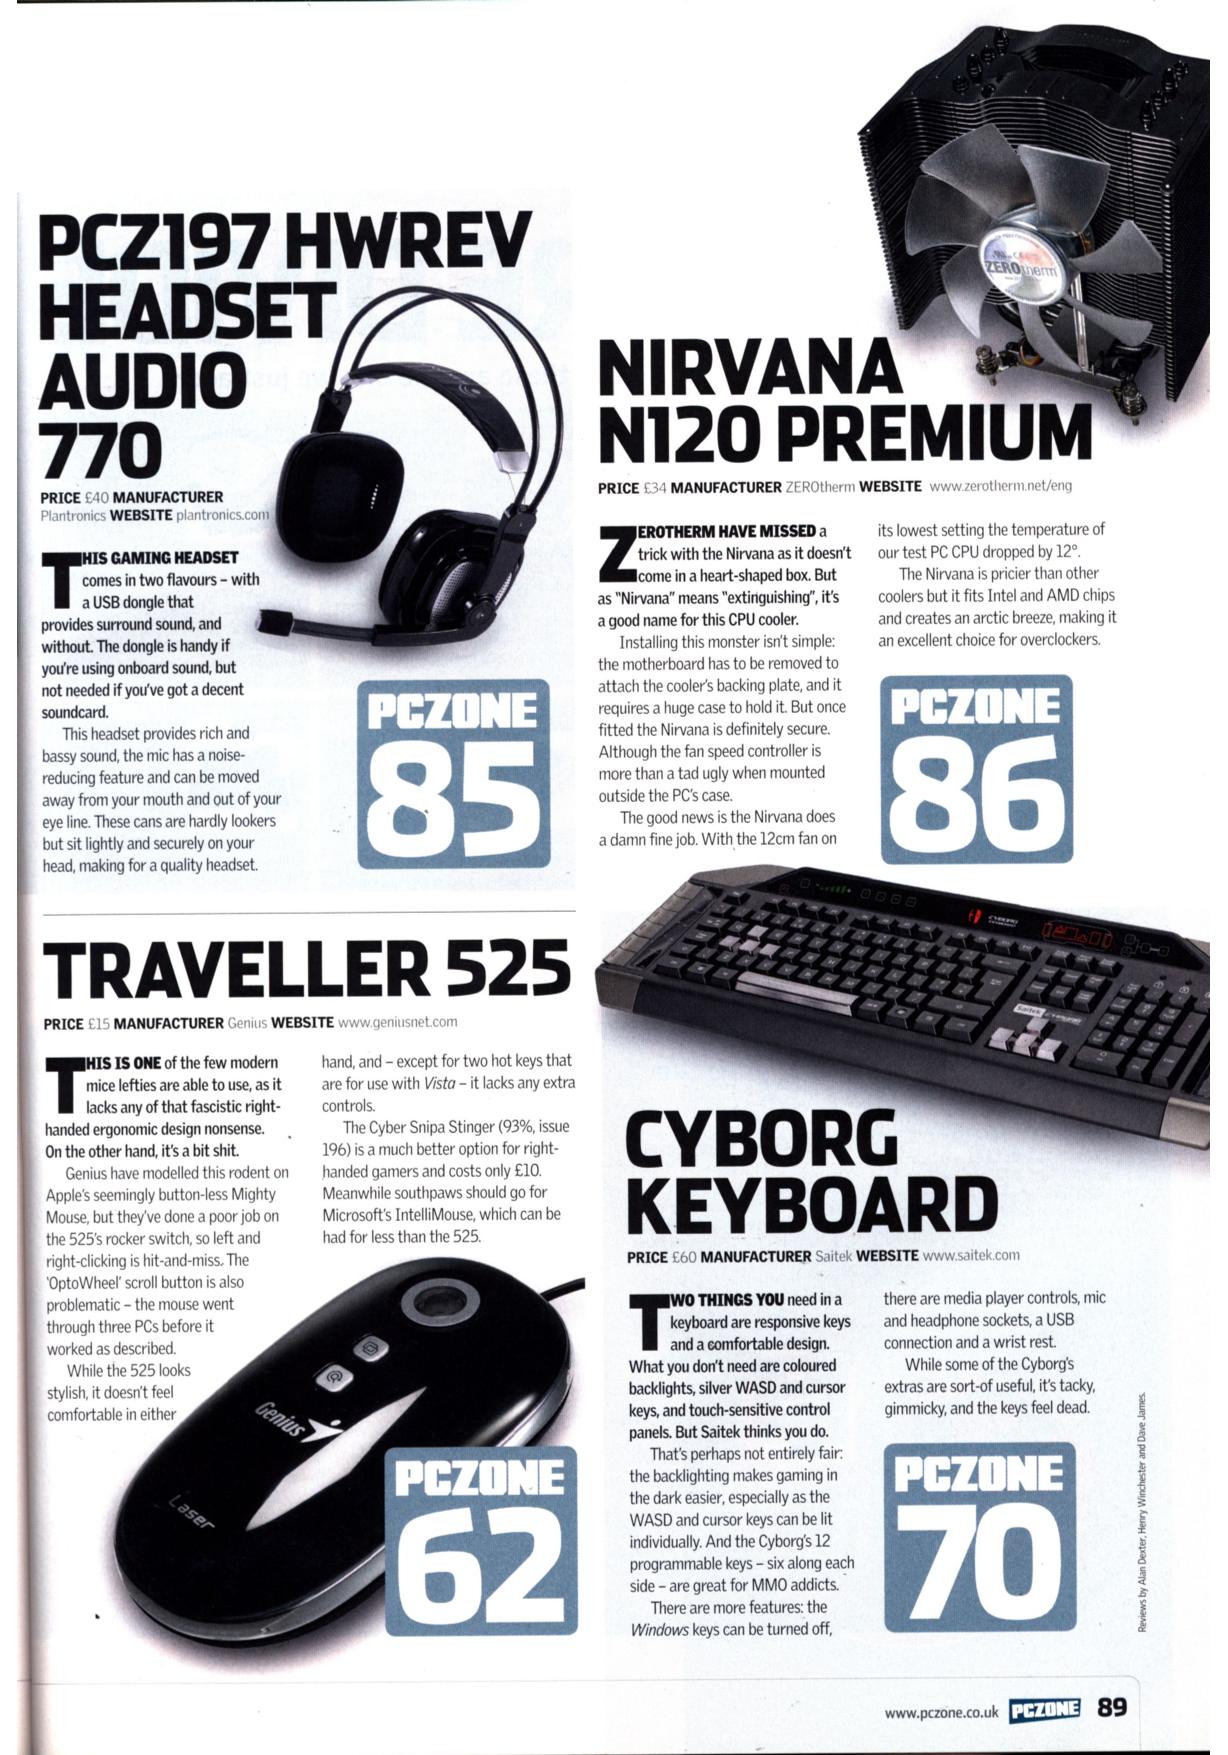 PCZ197 HWREV
HEADSET
AUDIO
770
PRICE £40 MANUFACTURER
Plantronics WEBSITE plantronics.com
THIS GAMING HEADSET
comes in two flavours – with
a USB dongle that
provides surround sound, and
without. The dongle is handy if
you're using onboard sound, but
not needed if you've got a decent
soundcard.
This headset provides rich and
bassy sound, the mic has a noise-
reducing feature and can be moved
away from your mouth and out of your
eye line. These cans are hardly lookers
but sit lightly and securely on your
head, making for a quality headset.
PCZONE
85
NIRVANA
N120 PREMIUM
PRICE £34 MANUFACTURER ZEROtherm WEBSITE www.zerotherm.net/eng
ZEROTHERM HAVE MISSED a
trick with the Nirvana as it doesn't
come in a heart-shaped box. But
as "Nirvana" means "extinguishing", it's
a good name for this CPU cooler.
Installing this monster isn't simple:
the motherboard has to be removed to
attach the cooler's backing plate, and it
requires a huge case to hold it. But once
fitted the Nirvana is definitely secure.
Although the fan speed controller is
more than a tad ugly when mounted
outside the PC's case.
The good news is the Nirvana does
a damn fine job. With the 12cm fan on
its lowest setting the temperature of
our test PC CPU dropped by 12°.
The Nirvana is pricier than other
coolers but it fits Intel and AMD chips
and creates an arctic breeze, making it
an excellent choice for overclockers.
PCZONE
86
ZEROtherm
TRAVELLER 525
PRICE £15 MANUFACTURER Genius WEBSITE www.geniusnet.com
THIS IS ONE of the few modern
mice lefties are able to use, as it
lacks any of that fascistic right-
handed ergonomic design nonsense.
On the other hand, it's a bit shit.
Genius have modelled this rodent on
Apple's seemingly button-less Mighty
Mouse, but they've done a poor job on
the 525's rocker switch, so left and
right-clicking is hit-and-miss. The
'OptoWheel' scroll button is also
problematic – the mouse went
through three PCs before it
worked as described.
While the 525 looks
stylish, it doesn't feel
comfortable in either
hand, and – except for two hot keys that
are for use with Vista – it lacks any extra
controls.
The Cyber Snipa Stinger (93%, issue
196) is a much better option for right-
handed gamers and costs only £10.
Meanwhile southpaws should go for
Microsoft's IntelliMouse, which can be
had for less than the 525.
Genius
Laser
PCZONE
62
CYBORG
Saitek
CYBORG
KEYBOARD
PRICE £60 MANUFACTURER Saitek WEBSITE www.saitek.com
TWO THINGS YOU need in a
keyboard are responsive keys
and a comfortable design.
What you don't need are coloured
backlights, silver WASD and cursor
keys, and touch-sensitive control
panels. But Saitek thinks you do.
That's perhaps not entirely fair:
the backlighting makes gaming in
the dark easier, especially as the
WASD and cursor keys can be lit
individually. And the Cyborg's 12
programmable keys – six along each
side – are great for MMO addicts.
There are more features: the
Windows keys can be turned off,
there are media player controls, mic
and headphone sockets, a USB
connection and a wrist rest.
While some of the Cyborg's
extras are sort-of useful, it's tacky,
gimmicky, and the keys feel dead.
PCZONE
70
Reviews by Alan Dexter, Henry Winchester and Dave James.
www.pczone.co.uk PCZONE 89